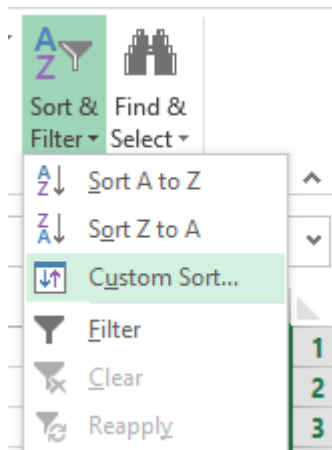 A
Z
Sort & Find &
Filter Select
A
Z
Sort A to Z
Z
A
Sort Z to A
Custom Sort...
Filter
1
Clear
2
Reapply
3